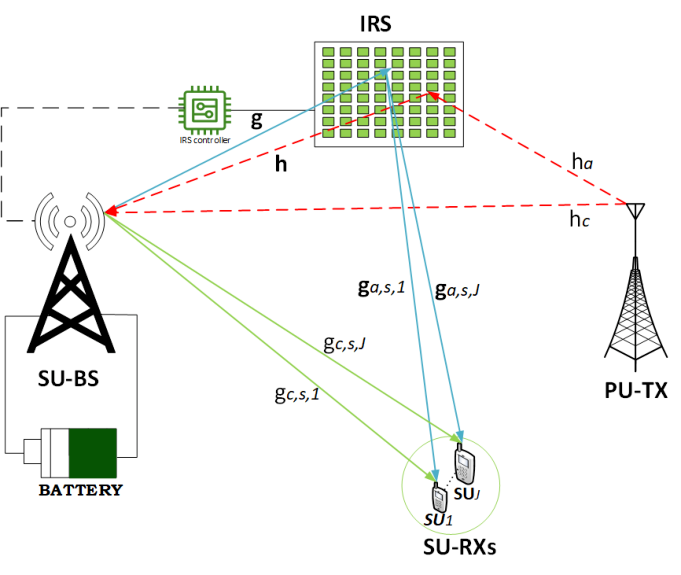 IRS
IRS controller
g
h
ha
hc
ga,s,1
ga,s,J
gc,s,J
gc,s,1
SU-BS
PU-TX
BATTERY
SUJ
SU1
SU-RXs